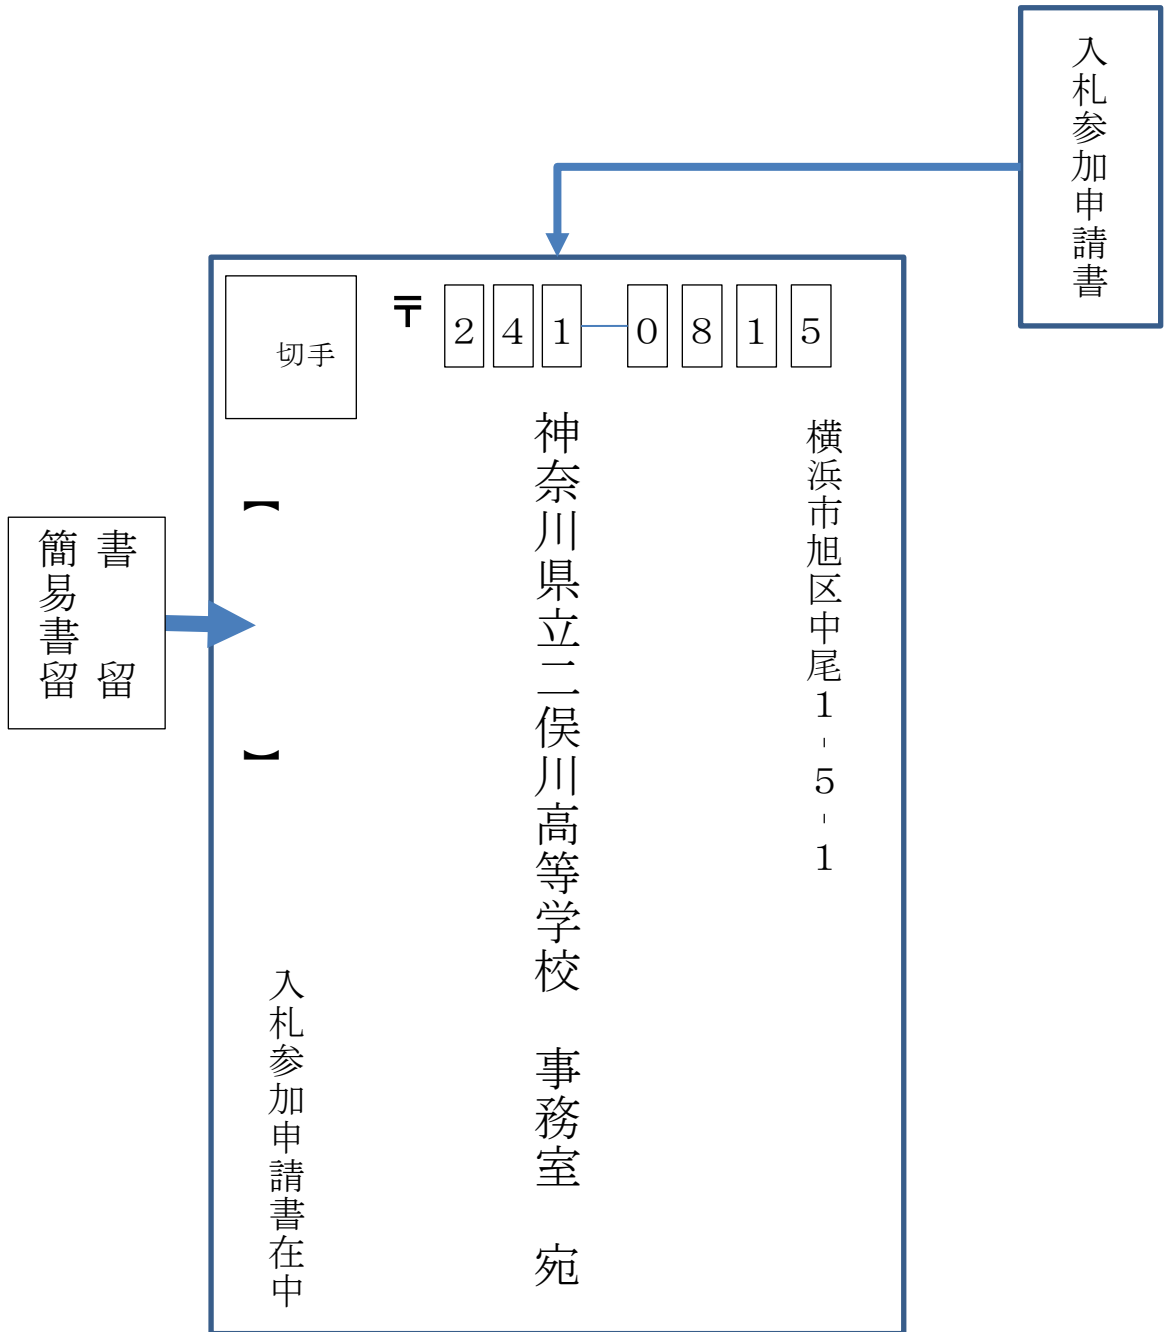 入札参加申請書
切手
〒241-0815
横浜市旭区中尾1-5-1
神奈川県立二俣川高等学校 事務室 宛
【 】
書 留
簡易書留
入札参加申請書在中